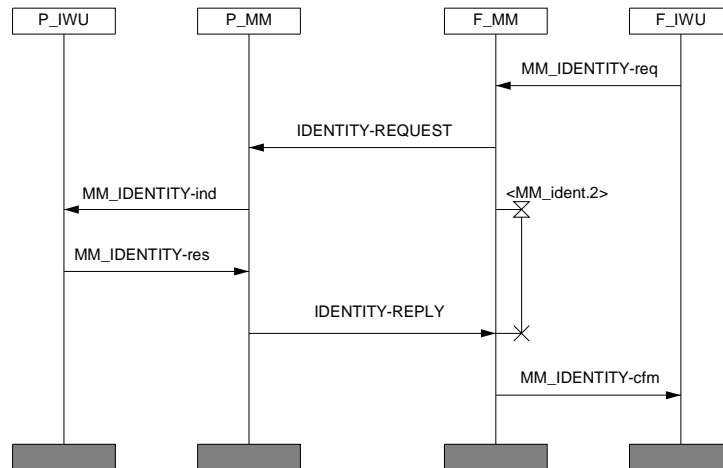 P_IWU P_MM F_MM F_IWU
MM_IDENTITY-req
IDENTITY-REQUEST
MM_IDENTITY-ind <MM_ident.2>
MM_IDENTITY-res
IDENTITY-REPLY
MM_IDENTITY-cfm